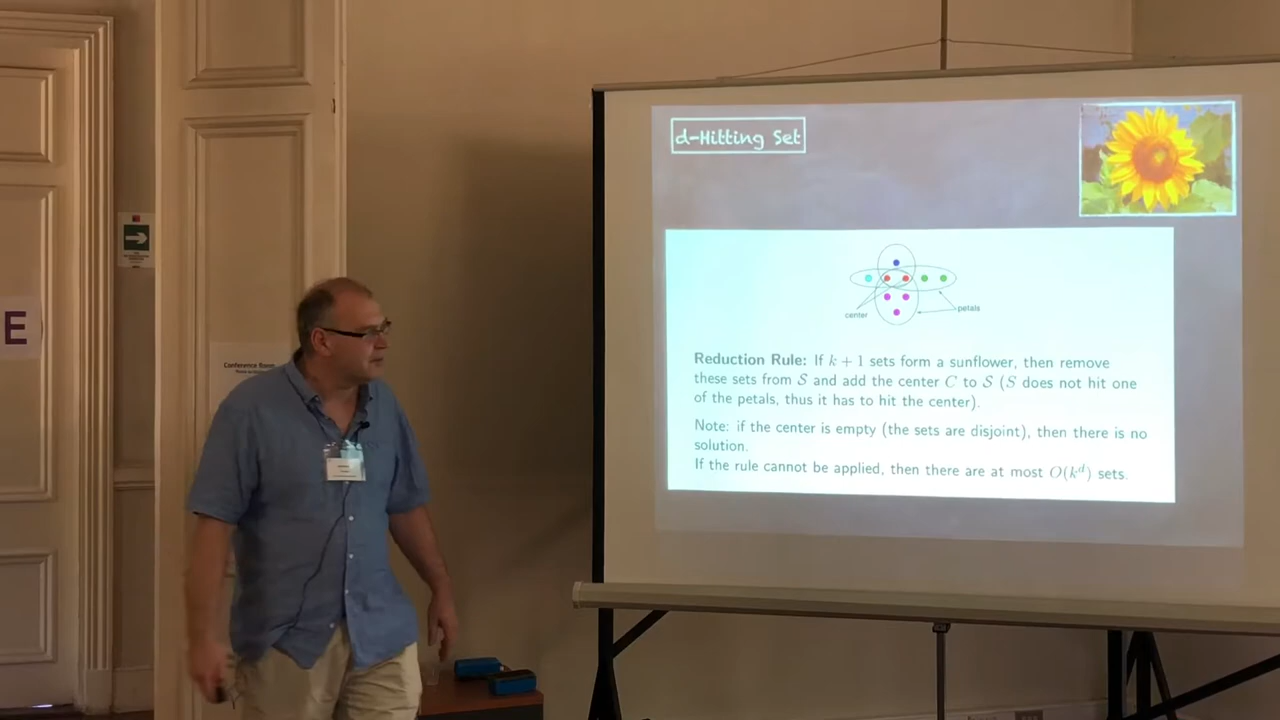 d-Hitting Set
center
petals
Reduction Rule: If k + 1 sets form a sunflower, then remove
these sets from S and add the center C to S (S does not hit one
of the petals, thus it has to hit the center).
Note: if the center is empty (the sets are disjoint), then there is no
solution.
If the rule cannot be applied, then there are at most O(k^d) sets.
E
Conference Room